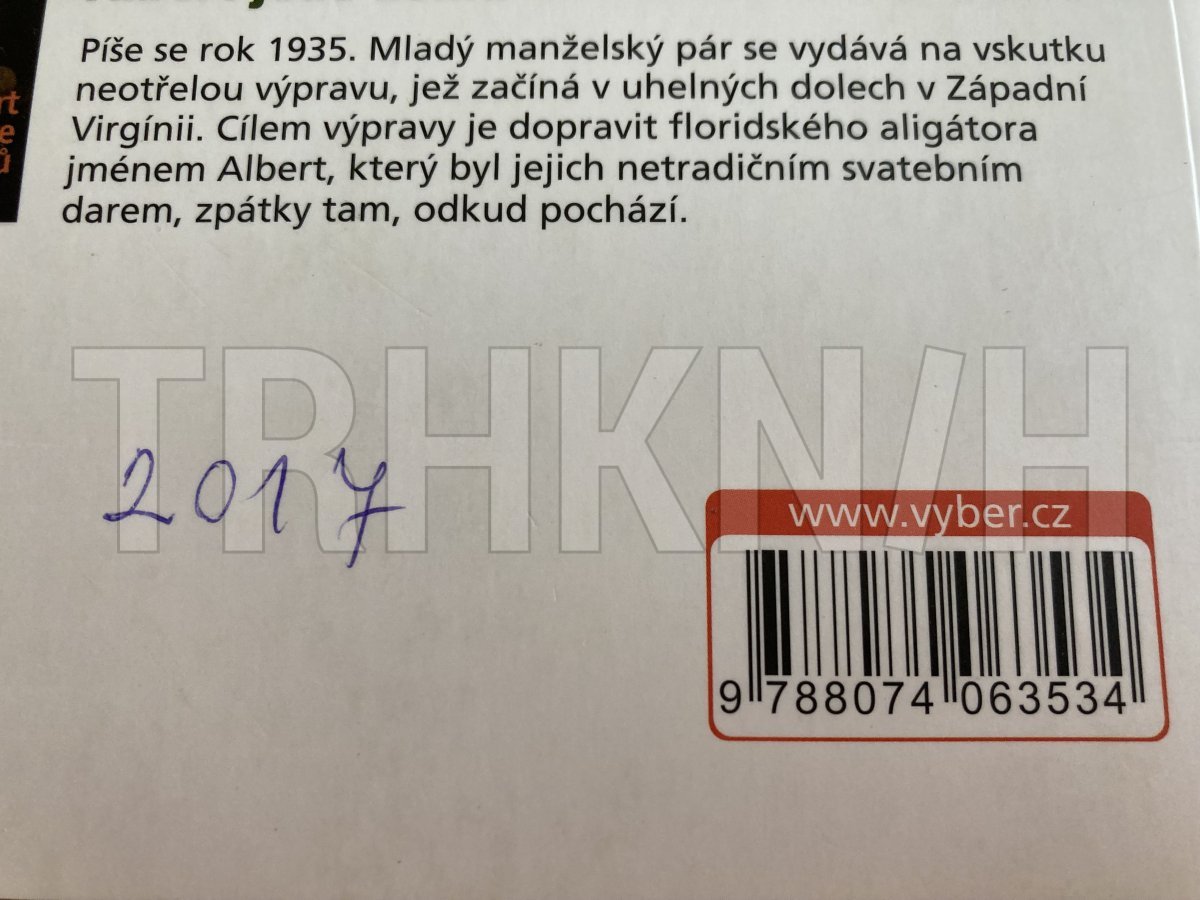 Píše se rok 1935. Mladý manželský pár se vydává na vskutku
neotřelou výpravu, jež začíná v uhelných dolech v Západní
Virgínii. Cílem výpravy je dopravit floridského aligátora
jménem Albert, který byl jejich netradičním svatebním
darem, zpátky tam, odkud pochází.
TRHKN/H
2017
www.vyber.cz
9 788074 063534